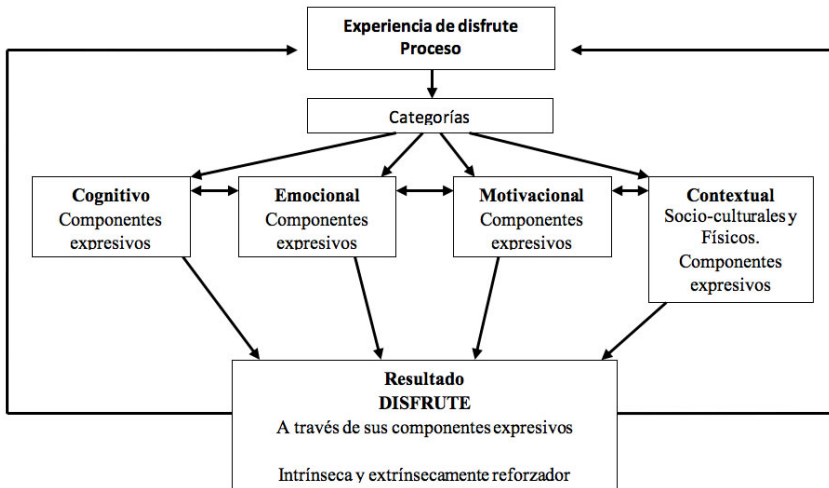 Experiencia de disfrute
Proceso
Categorías
Cognitivo
Componentes
expresivos
Emocional
Componentes
expresivos
Motivacional
Componentes
expresivos
Contextual
Socio-culturales y
Físicos.
Componentes
expresivos
Resultado
DISFRUTE
A través de sus componentes expresivos
Intrínseca y extrínsecamente reforzador